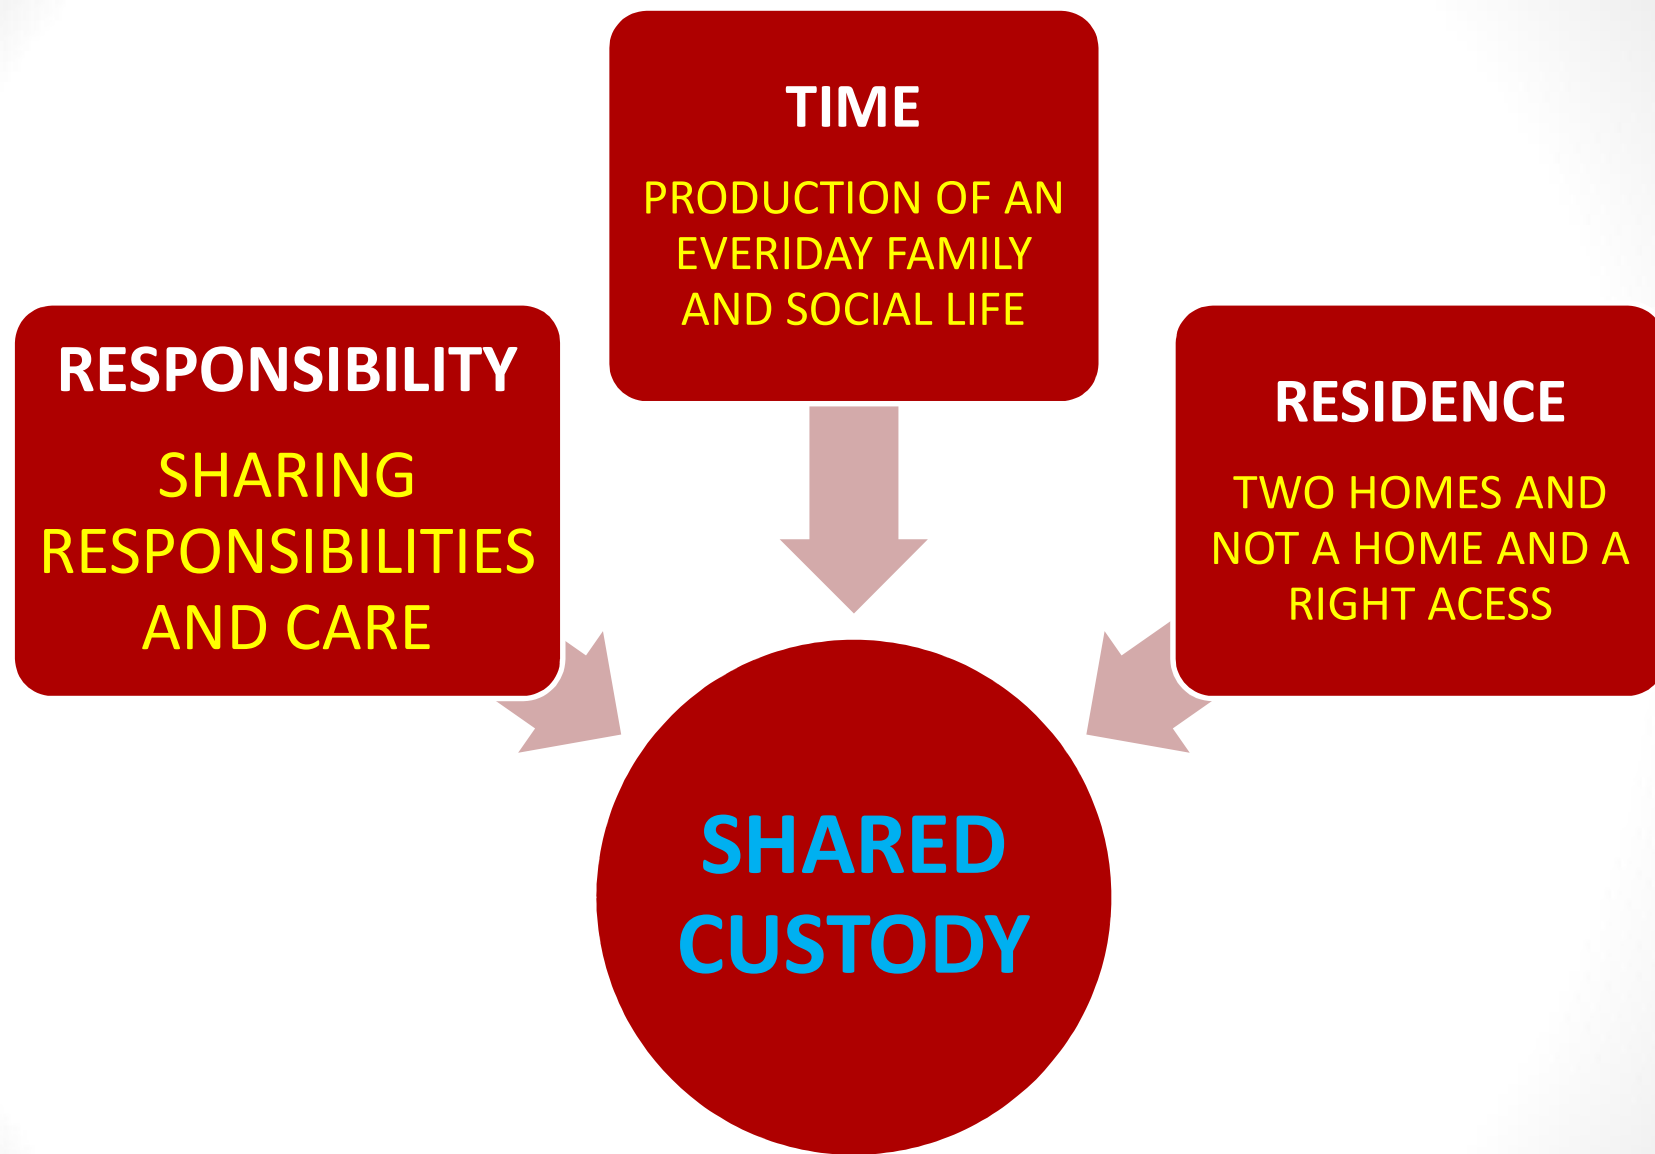 TIME
PRODUCTION OF AN
EVERIDAY FAMILY
AND SOCIAL LIFE
RESPONSIBILITY
SHARING
RESPONSIBILITIES
AND CARE
RESIDENCE
TWO HOMES AND
NOT A HOME AND A
RIGHT ACESS
SHARED
CUSTODY